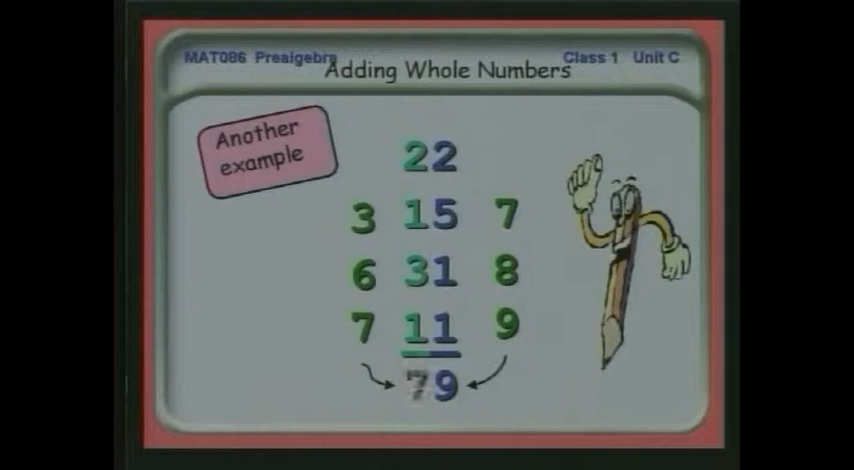 MAT086 Prealgebra
Class 1 Unit C
Adding Whole Numbers
Another
example
22
3 15 7
6 31 8
7 11 9
79